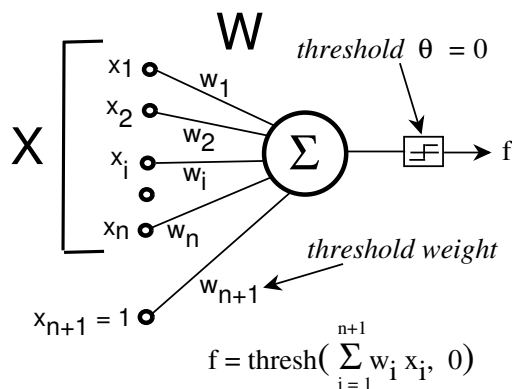 W
threshold θ = 0
X
x1
w1
x2
w2
xi
wi
xn
wn
Σ
f
threshold weight
wn+1
xn+1 = 1
f = thresh( n+1 Σ i = 1 wi xi, 0)